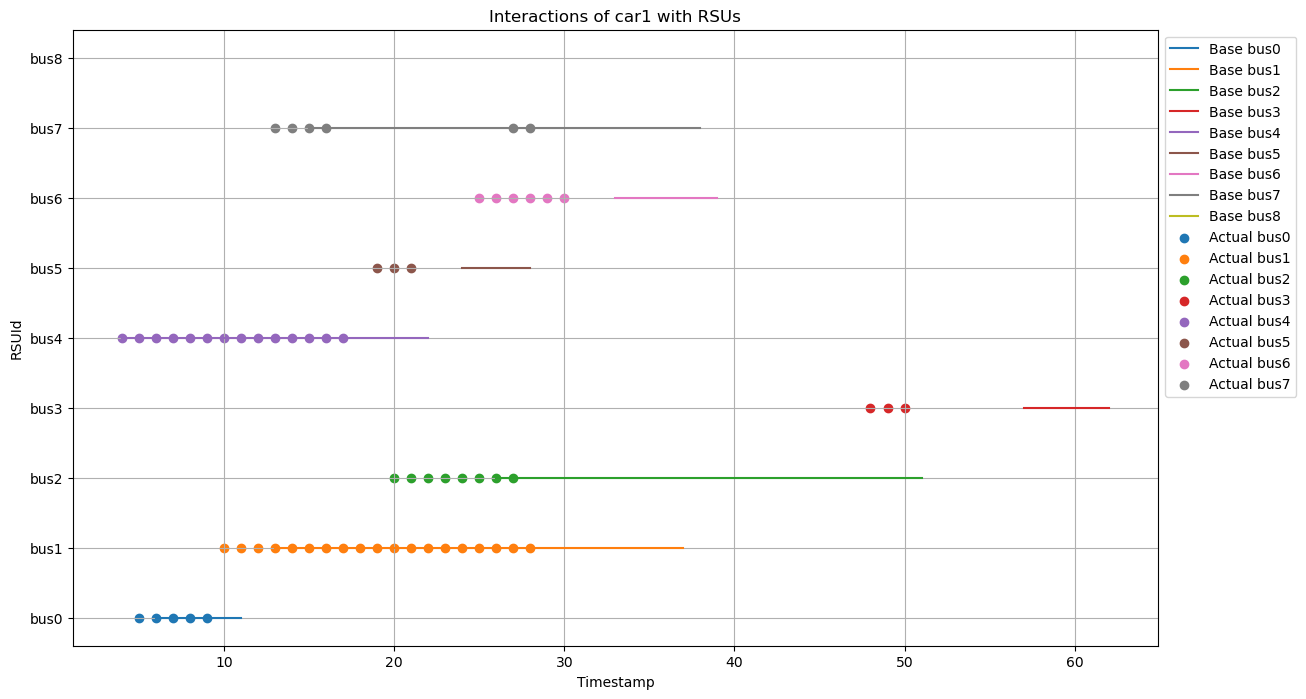 Interactions of car1 with RSUs
bus8
bus7
bus6
bus5
bus4
bus3
bus2
bus1
bus0
RSUId
10 20 30 40 50 60
Timestamp
Base bus0
Base bus1
Base bus2
Base bus3
Base bus4
Base bus5
Base bus6
Base bus7
Base bus8
Actual bus0
Actual bus1
Actual bus2
Actual bus3
Actual bus4
Actual bus5
Actual bus6
Actual bus7